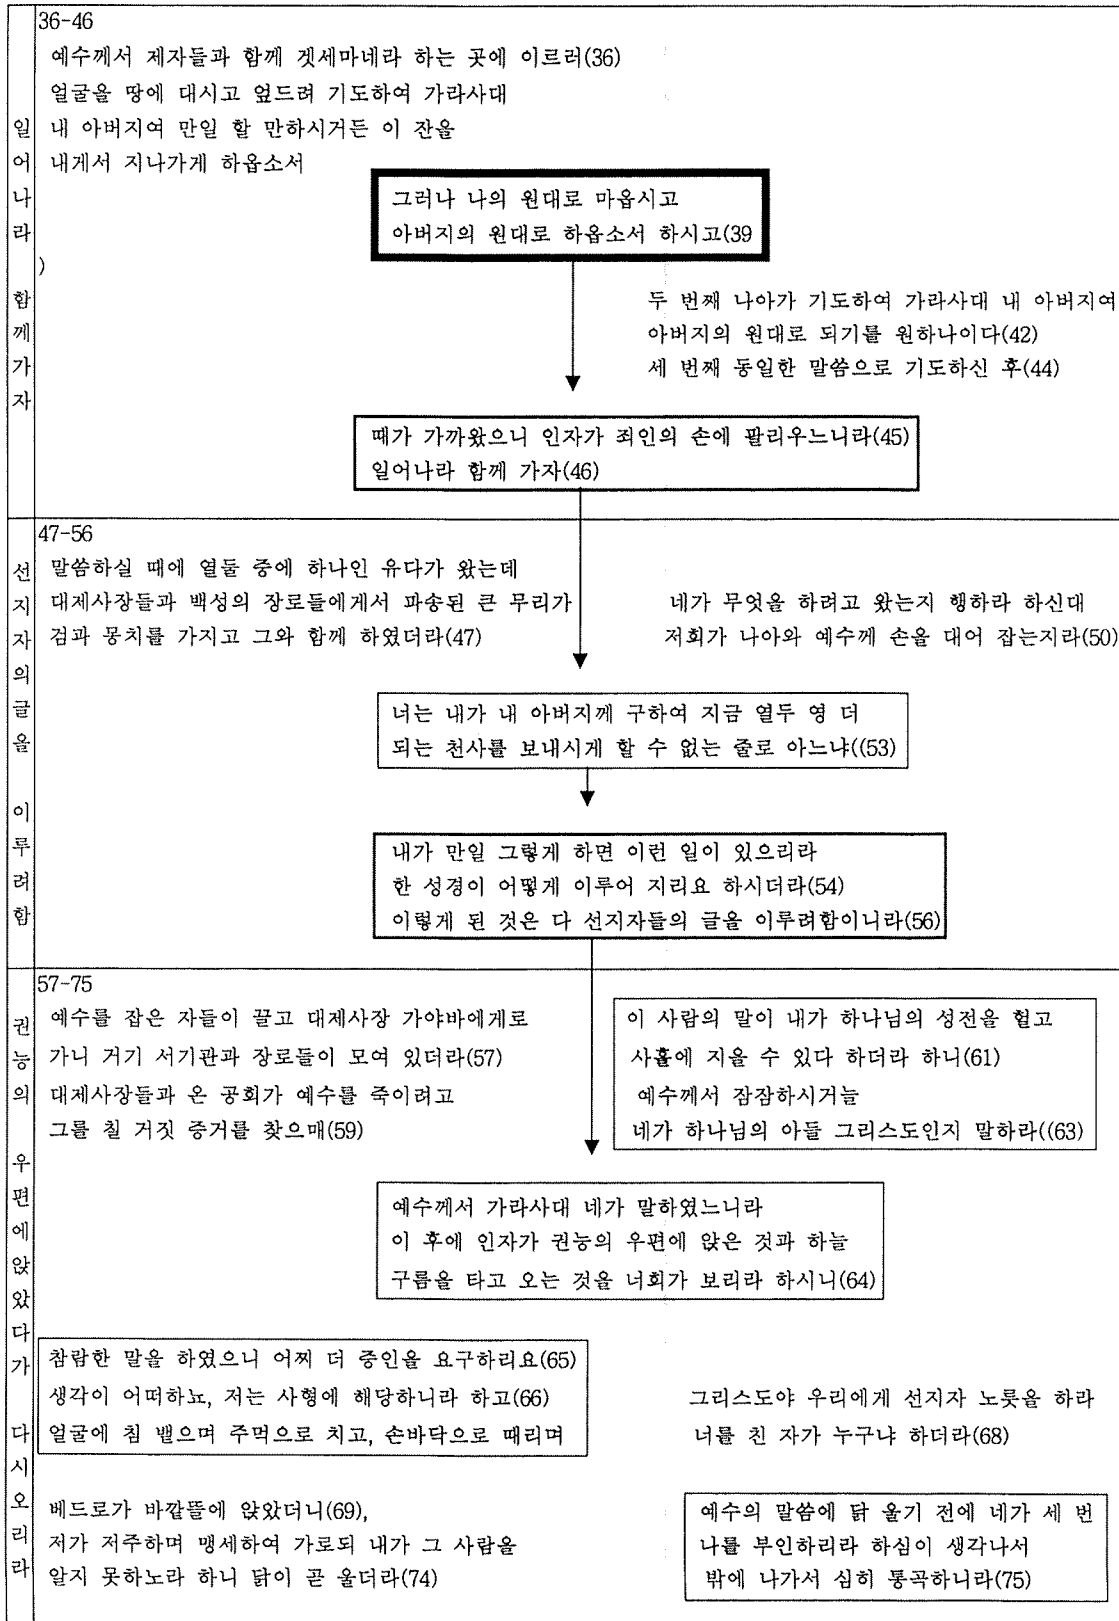 일어나라 함께가자
36-46
예수께서 제자들과 함께 겟세마네라 하는 곳에 이르러(36)
얼굴을 땅에 대시고 엎드려 기도하여 가라사대
내 아버지여 만일 할 만하시거든 이 잔을
내게서 지나가게 하옵소서
그러나 나의 원대로 마옵시고
아버지의 원대로 하옵소서 하시고(39
)
두 번째 나아가 기도하여 가라사대 내 아버지여
아버지의 원대로 되기를 원하나이다(42)
세 번째 동일한 말씀으로 기도하신 후(44)
때가 가까왔으니 인자가 죄인의 손에 팔리우느니라(45)
일어나라 함께 가자(46)
선지자의글을 이루려함
47-56
말씀하실 때에 열둘 중에 하나인 유다가 왔는데
대제사장들과 백성의 장로들에게서 파송된 큰 무리가
검과 몽치를 가지고 그와 함께 하였더라(47)
네가 무엇을 하려고 왔는지 행하라 하신대
저희가 나아와 예수께 손을 대어 잡는지라(50)
너는 내가 내 아버지께 구하여 지금 열두 영 더
되는 천사를 보내시게 할 수 없는 줄로 아느냐((53)
내가 만일 그렇게 하면 이런 일이 있으리라
한 성경이 어떻게 이루어 지리요 하시더라(54)
이렇게 된 것은 다 선지자들의 글을 이루려함이니라(56)
권능의 우편에앉았다가 다시오리라
57-75
예수를 잡은 자들이 끌고 대제사장 가야바에게로
가니 거기 서기관과 장로들이 모여 있더라(57)
대제사장들과 온 공회가 예수를 죽이려고
그를 칠 거짓 증거를 찾으매(59)
이 사람의 말이 내가 하나님의 성전을 헐고
사흘에 지을 수 있다 하더라 하니(61)
예수께서 잠잠하시거늘
네가 하나님의 아들 그리스도인지 말하라((63)
예수께서 가라사대 네가 말하였느니라
이 후에 인자가 권능의 우편에 앉은 것과 하늘
구름을 타고 오는 것을 너희가 보리라 하시니(64)
참람한 말을 하였으니 어찌 더 증인을 요구하리요(65)
생각이 어떠하뇨, 저는 사형에 해당하니라 하고(66)
얼굴에 침 뱉으며 주먹으로 치고, 손바닥으로 때리며
그리스도야 우리에게 선지자 노릇을 하라
너를 친 자가 누구냐 하더라(68)
베드로가 바깥뜰에 앉았더니(69),
저가 저주하며 맹세하여 가로되 내가 그 사람을
알지 못하노라 하니 닭이 곧 울더라(74)
예수의 말씀에 닭 울기 전에 네가 세 번
나를 부인하리라 하심이 생각나서
밖에 나가서 심히 통곡하니라(75)